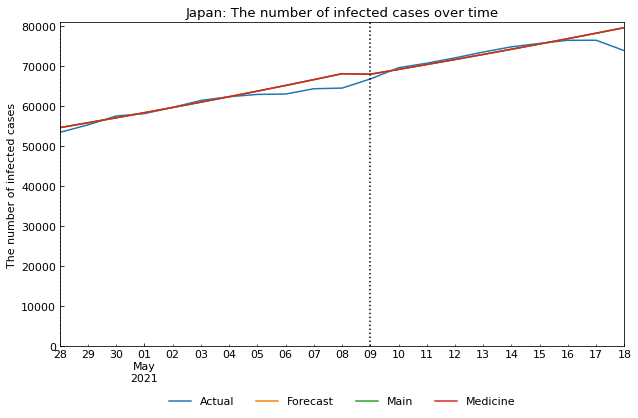 Japan: The number of infected cases over time
The number of infected cases
80000
70000
60000
50000
40000
30000
20000
10000
0
28 29 30 01 02 03 04 05 06 07 08 09 10 11 12 13 14 15 16 17 18
May
2021
Actual Forecast Main Medicine